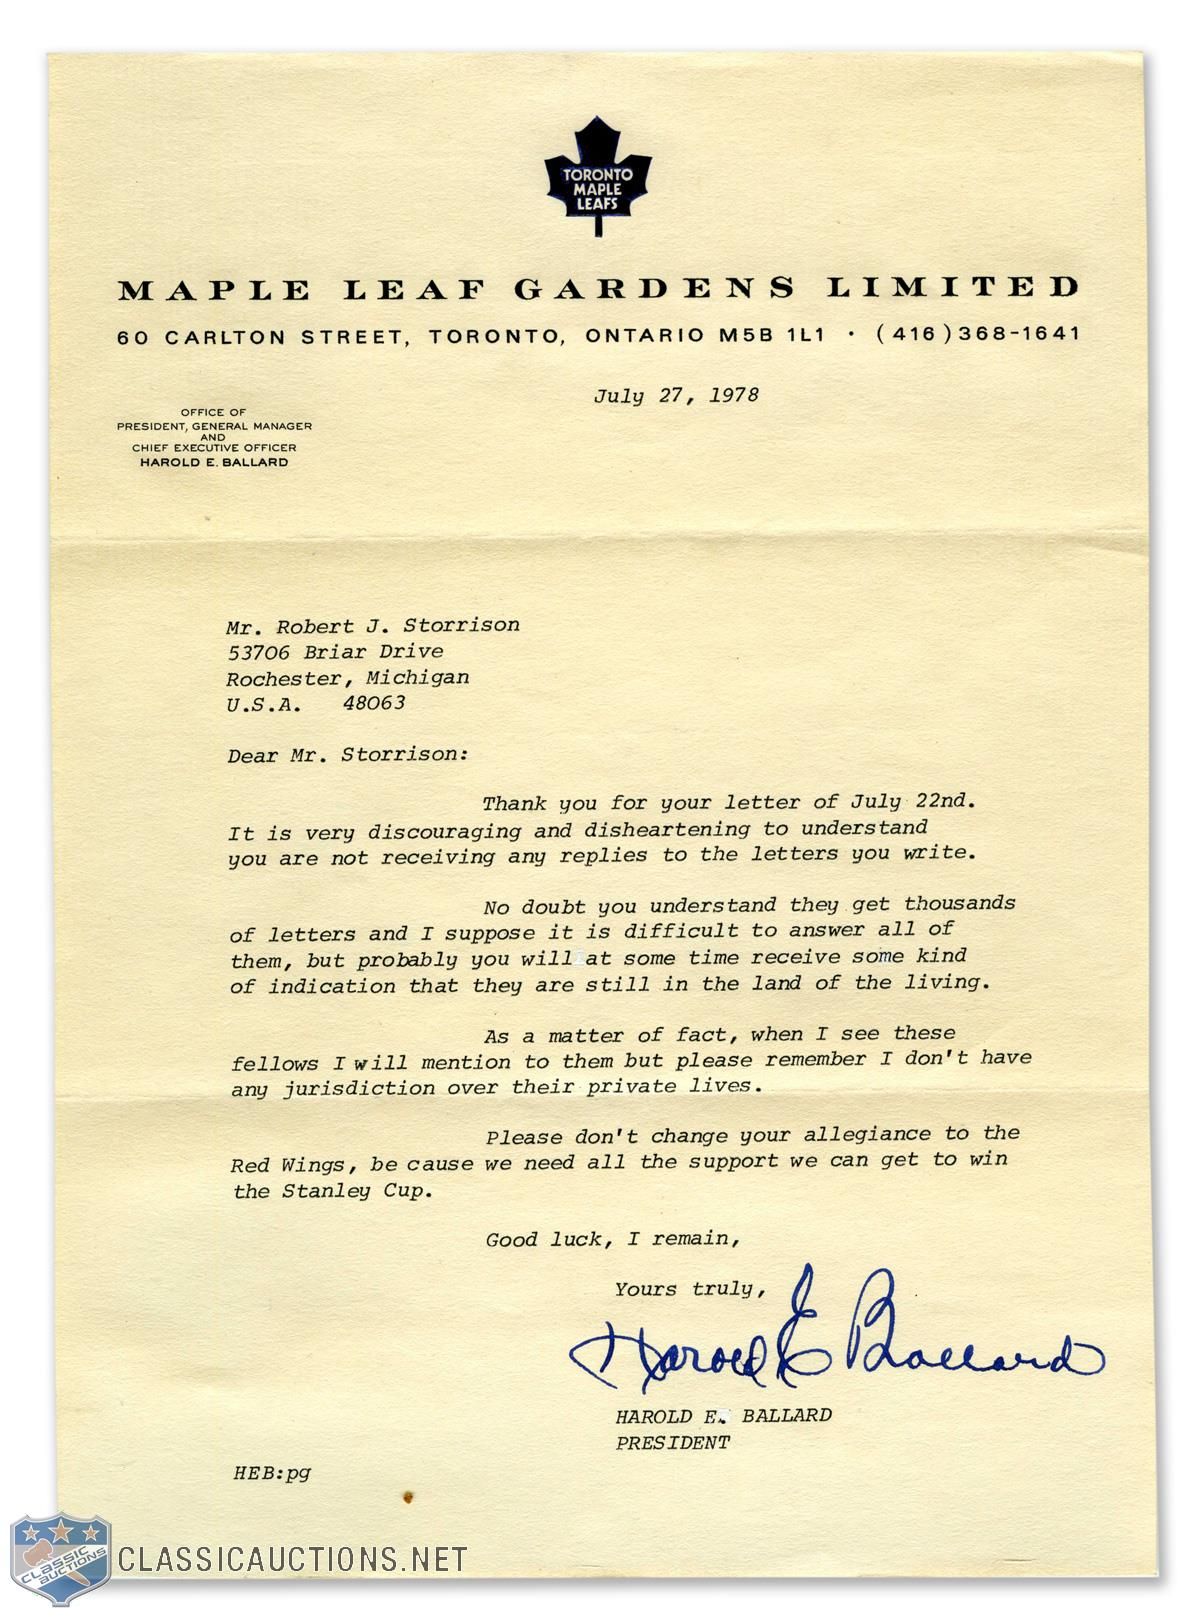 TORONTO
MAPLE
LEAFS
MAPLE LEAF GARDENS LIMITED
60 CARLTON STREET, TORONTO, ONTARIO M5B 1L1 · (416)368-1641
July 27, 1978
OFFICE OF
PRESIDENT, GENERAL MANAGER
AND
CHIEF EXECUTIVE OFFICER
HAROLD E. BALLARD
Mr. Robert J. Storrison
53706 Briar Drive
Rochester, Michigan
U.S.A. 48063
Dear Mr. Storrison:
Thank you for your letter of July 22nd.
It is very discouraging and disheartening to understand
you are not receiving any replies to the letters you write.
No doubt you understand they get thousands
of letters and I suppose it is difficult to answer all of
them, but probably you will at some time receive some kind
of indication that they are still in the land of the living.
As a matter of fact, when I see these
fellows I will mention to them but please remember I don't have
any jurisdiction over their private lives.
Please don't change your allegiance to the
Red Wings, be cause we need all the support we can get to win
the Stanley Cup.
Good luck, I remain,
Yours truly,
Harold E Ballard
HAROLD E. BALLARD
PRESIDENT
HEB:pg
CLASSIC
AUCTIONS
CLASSICAUCTIONS.NET